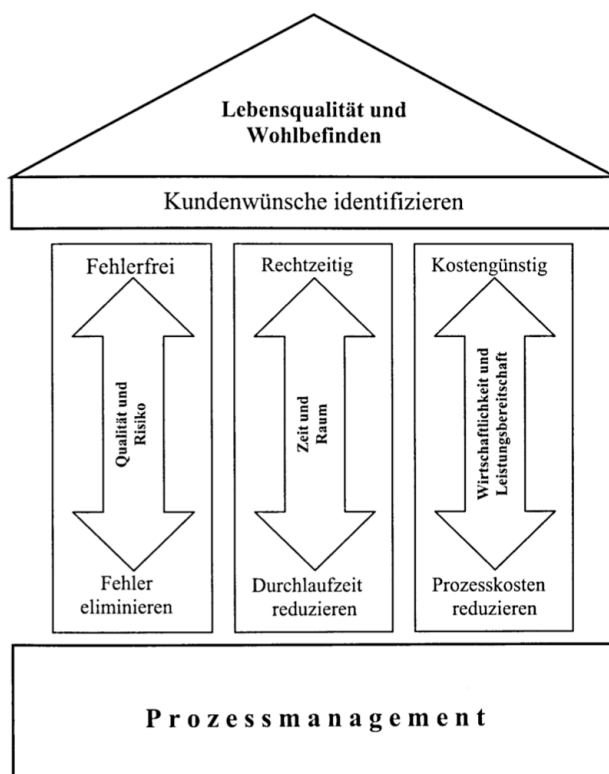 Lebensqualität und
Wohlbefinden
Kundenwünsche identifizieren
Fehlerfrei
Qualität und
Risiko
Fehler
eliminieren
Rechtzeitig
Zeit und
Raum
Durchlaufzeit
reduzieren
Kostengünstig
Wirtschaftlichkeit und
Leistungsbereitschaft
Prozesskosten
reduzieren
Prozessmanagement